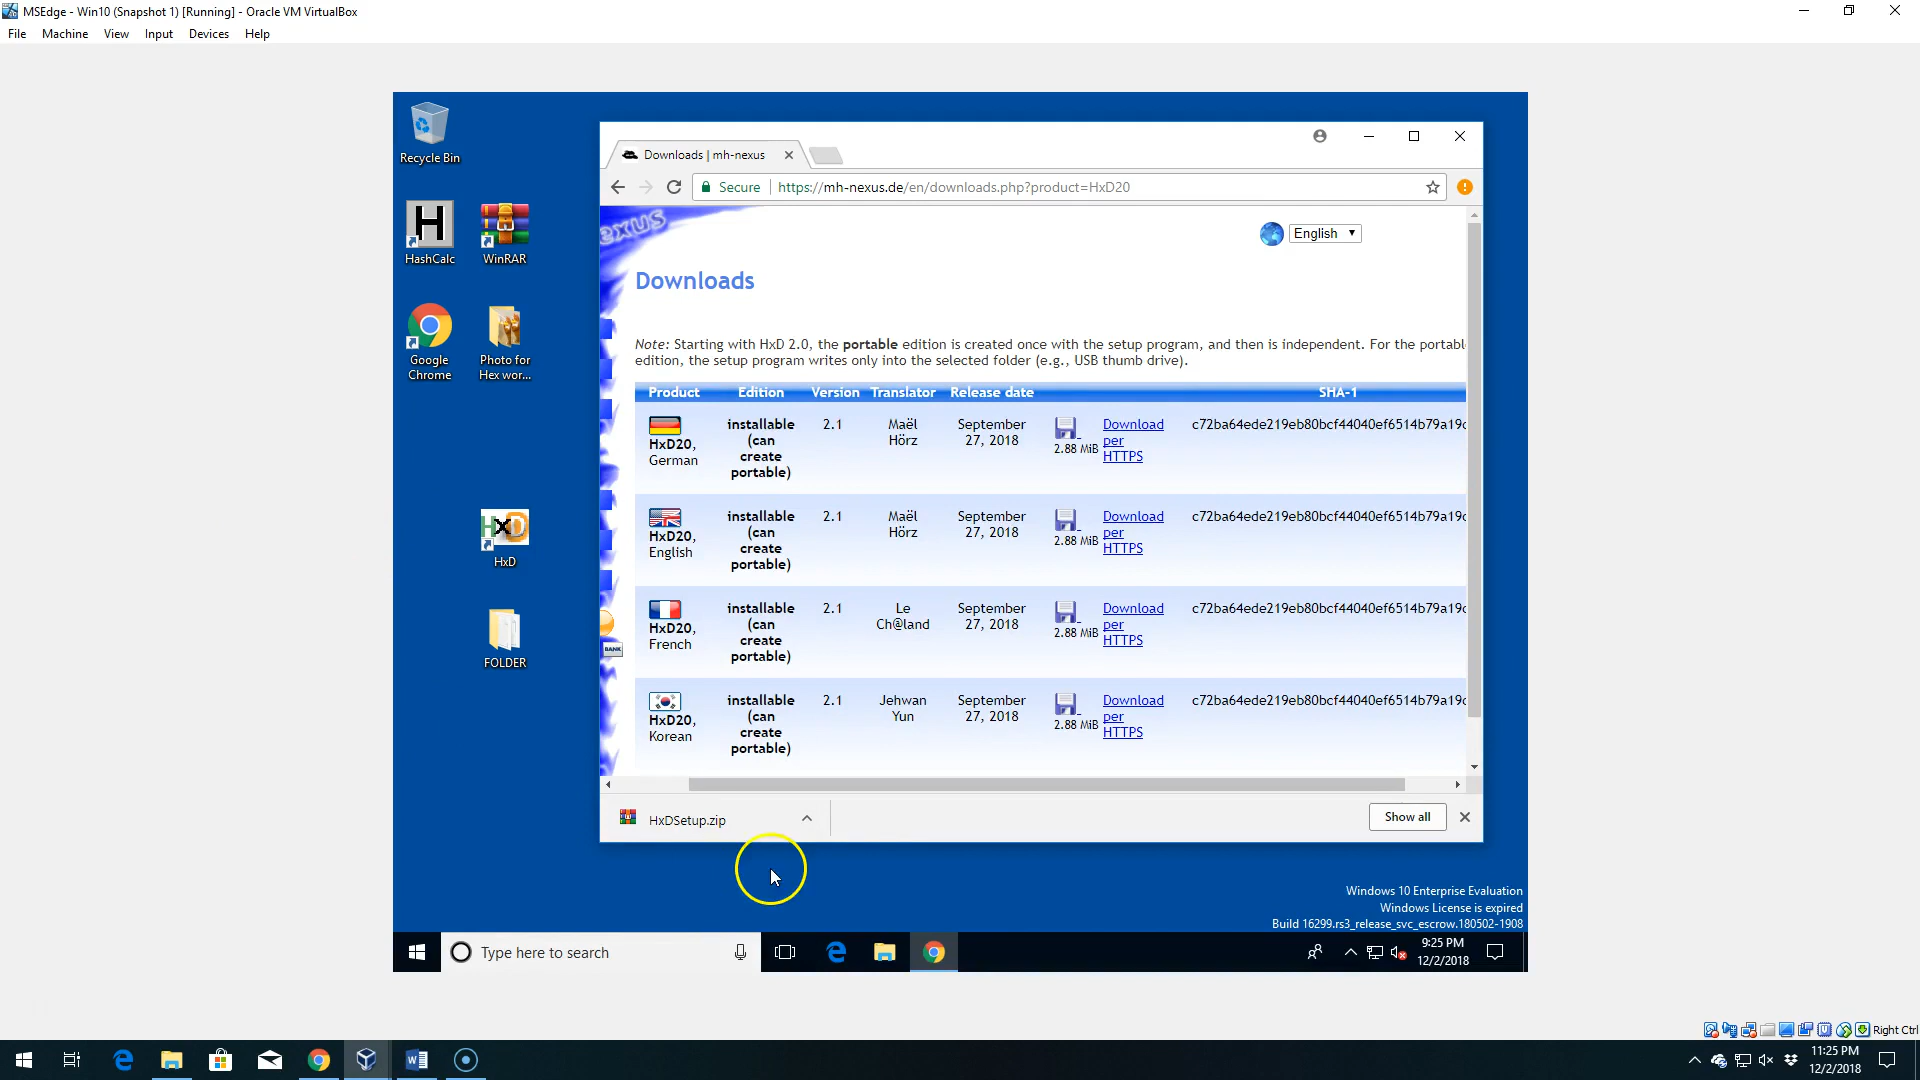 MSEdge - Win10 (Snapshot 1) [Running] - Oracle VM VirtualBox
File Machine View Input Devices Help
Recycle Bin
HashCalc
WinRAR
Google Chrome
Photo for Hex wor...
HxD
FOLDER
Downloads | mh-nexus
Secure https://mh-nexus.de/en/downloads.php?product=HxD20
exus
English
Downloads
Note: Starting with HxD 2.0, the portable edition is created once with the setup program, and then is independent. For the portabl
edition, the setup program writes only into the selected folder (e.g., USB thumb drive).
Product Edition Version Translator Release date SHA-1
HxD20, German installable (can create portable) 2.1 Maël Hörz September 27, 2018 2.88 MiB Download per HTTPS c72ba64ede219eb80bcf44040ef6514b79a19c
HxD20, English installable (can create portable) 2.1 Maël Hörz September 27, 2018 2.88 MiB Download per HTTPS c72ba64ede219eb80bcf44040ef6514b79a19c
HxD20, French installable (can create portable) 2.1 Le Ch@land September 27, 2018 2.88 MiB Download per HTTPS c72ba64ede219eb80bcf44040ef6514b79a19c
HxD20, Korean installable (can create portable) 2.1 Jehwan Yun September 27, 2018 2.88 MiB Download per HTTPS c72ba64ede219eb80bcf44040ef6514b79a19c
BANK
HxDSetup.zip
Show all
Windows 10 Enterprise Evaluation
Windows License is expired
Build 16299.rs3_release_svc_escrow.180502-1908
Type here to search
9:25 PM
12/2/2018
Right Ctrl
11:25 PM
12/2/2018